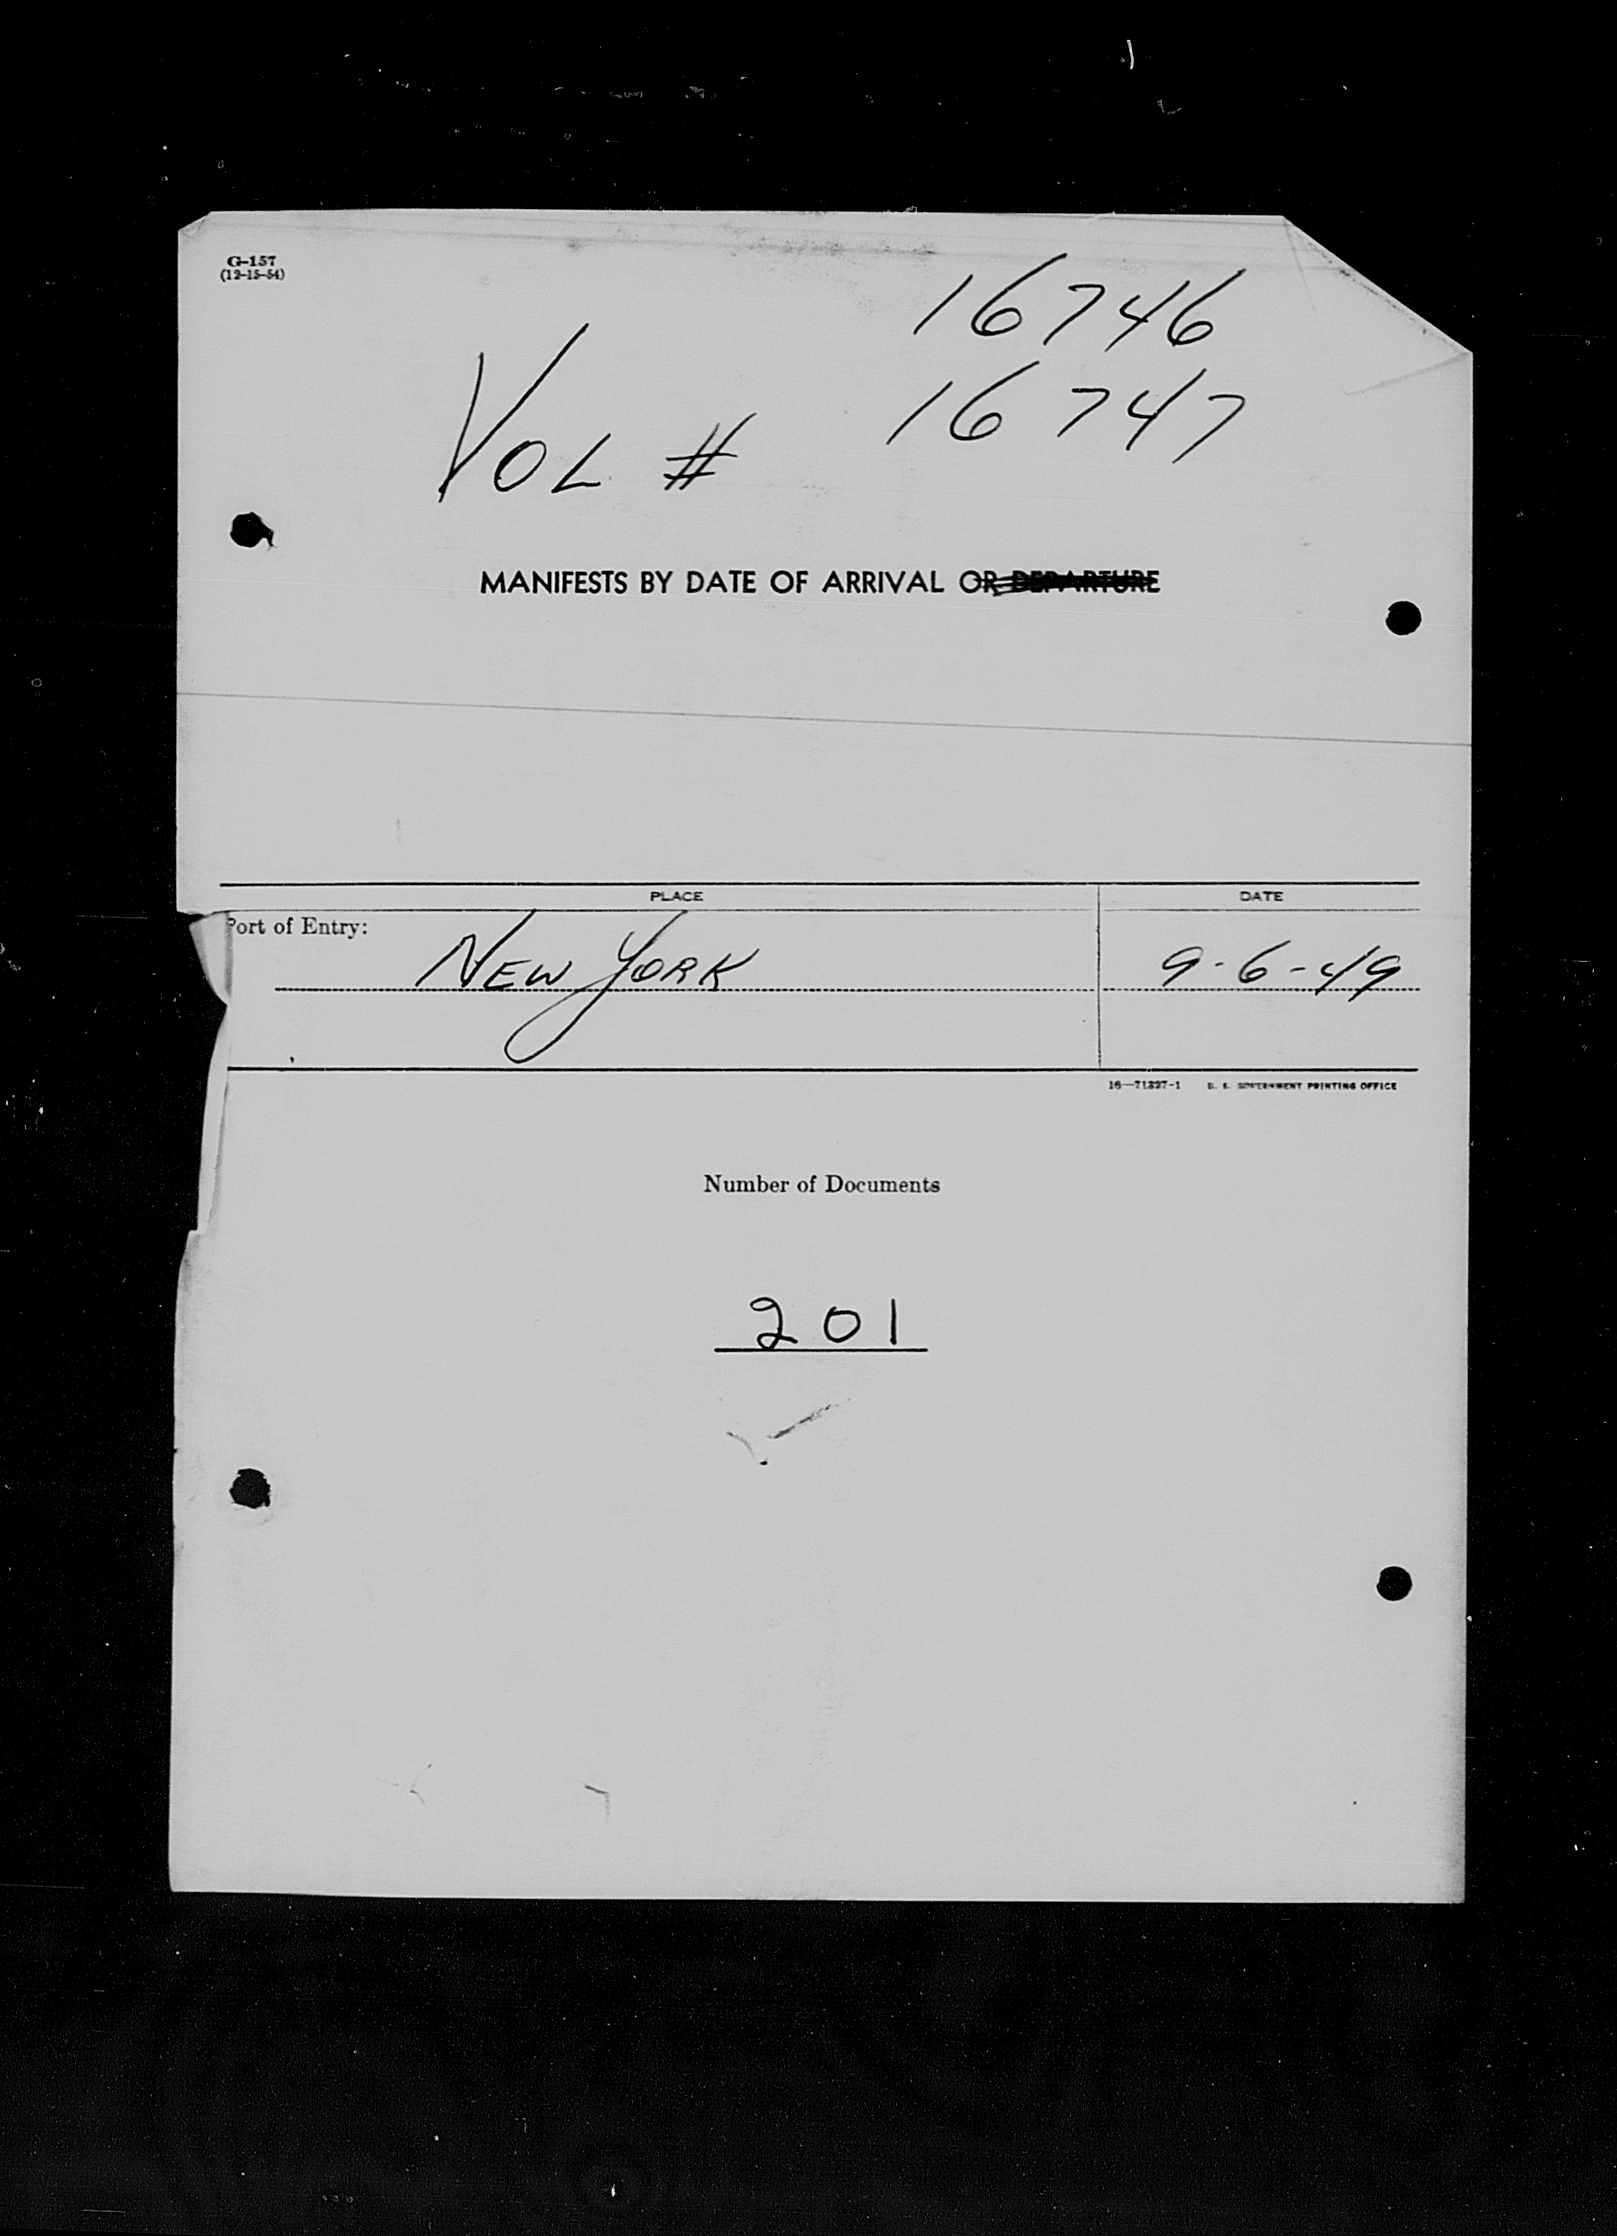 G-157
(12-15-54)
16746
16747
VOL #
MANIFESTS BY DATE OF ARRIVAL OR DEPARTURE
PLACE
DATE
Port of Entry:
NEW YORK
9-6-49
16—71327-1 U. S. GOVERNMENT PRINTING OFFICE
Number of Documents
201